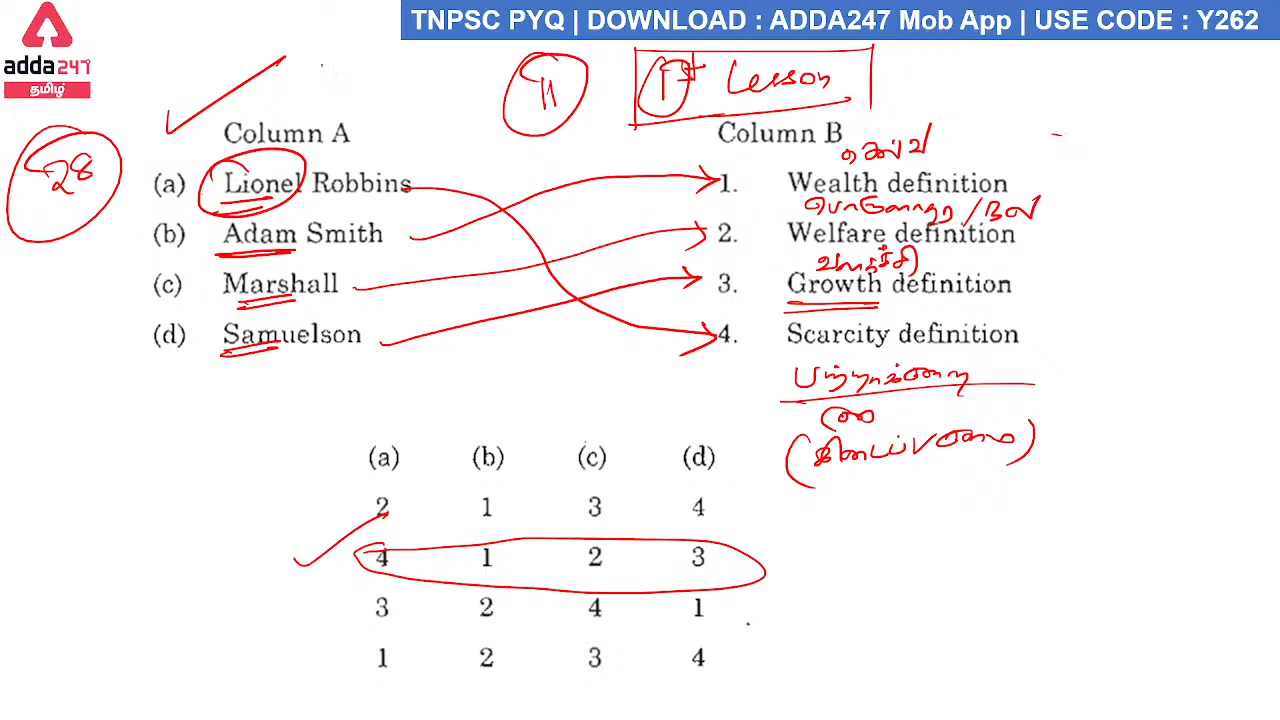 TNPSC PYQ | DOWNLOAD : ADDA247 Mob App | USE CODE : Y262
adda247
தமிழ்
11 1st Lesson
28
Column A Column B
செல்வ
(a) Lionel Robbins 1. Wealth definition
(b) Adam Smith 2. Welfare definition
வளர்ச்சி
(c) Marshall 3. Growth definition
(d) Samuelson 4. Scarcity definition
பற்றாக்குறை
(a) (b) (c) (d)
2 1 3 4
4 1 2 3
3 2 4 1
1 2 3 4